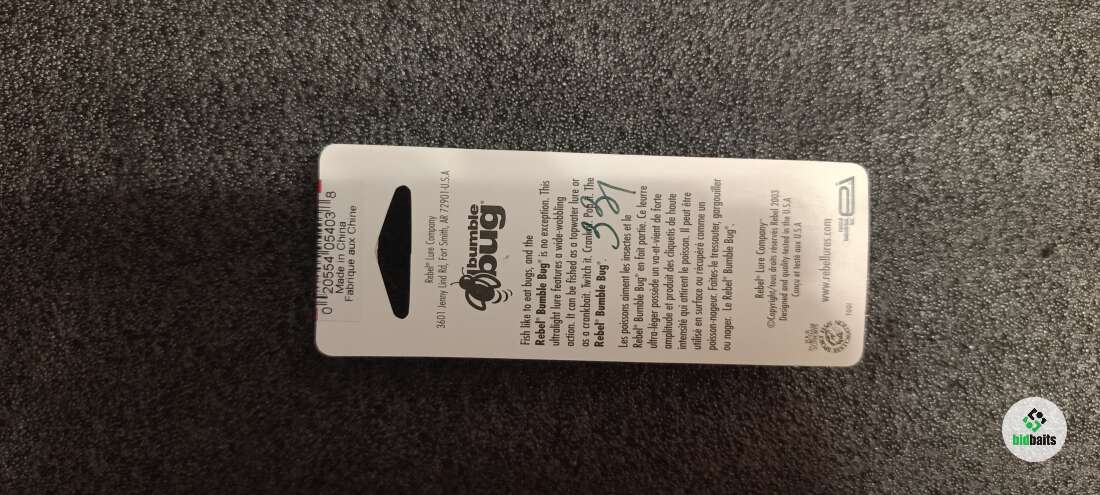 0 20554 05403 8
Made in China
Fabrique aux Chine
Rebel® Lure Company
3601 Jenny Lind Rd, Fort Smith, AR 72901-U.S.A
bumble
bug
Fish like to eat bugs, and the
Rebel® Bumble Bug® is no exception. This
ultralight lure features a wide-wobbling
action. It can be fished as a topwater lure or
as a crankbait. Twitch it. Crank it. Pop it. The
Rebel® Bumble Bug®.
321
Les poissons aiment les insectes et le
Rebel® Bumble Bug® en fait partie. Ce leurre
ultra-léger possède un va-et-vient de forte
amplitude et produit des cliquetis de haute
intensité qui attirent le poisson. Il peut être
utilisé en surface ou récupéré comme un
poisson-nageur. Faites-le tressauter, gargouiller
ou nager. Le Rebel® Bumble Bug®.
Rebel® Lure Company™
©Copyright/tous droits réservés Rebel 2003
Designed and Laboratory-tested in the U.S.A
Conçu et testé aux U.S.A
www.rebellures.com
1091
bidbaits